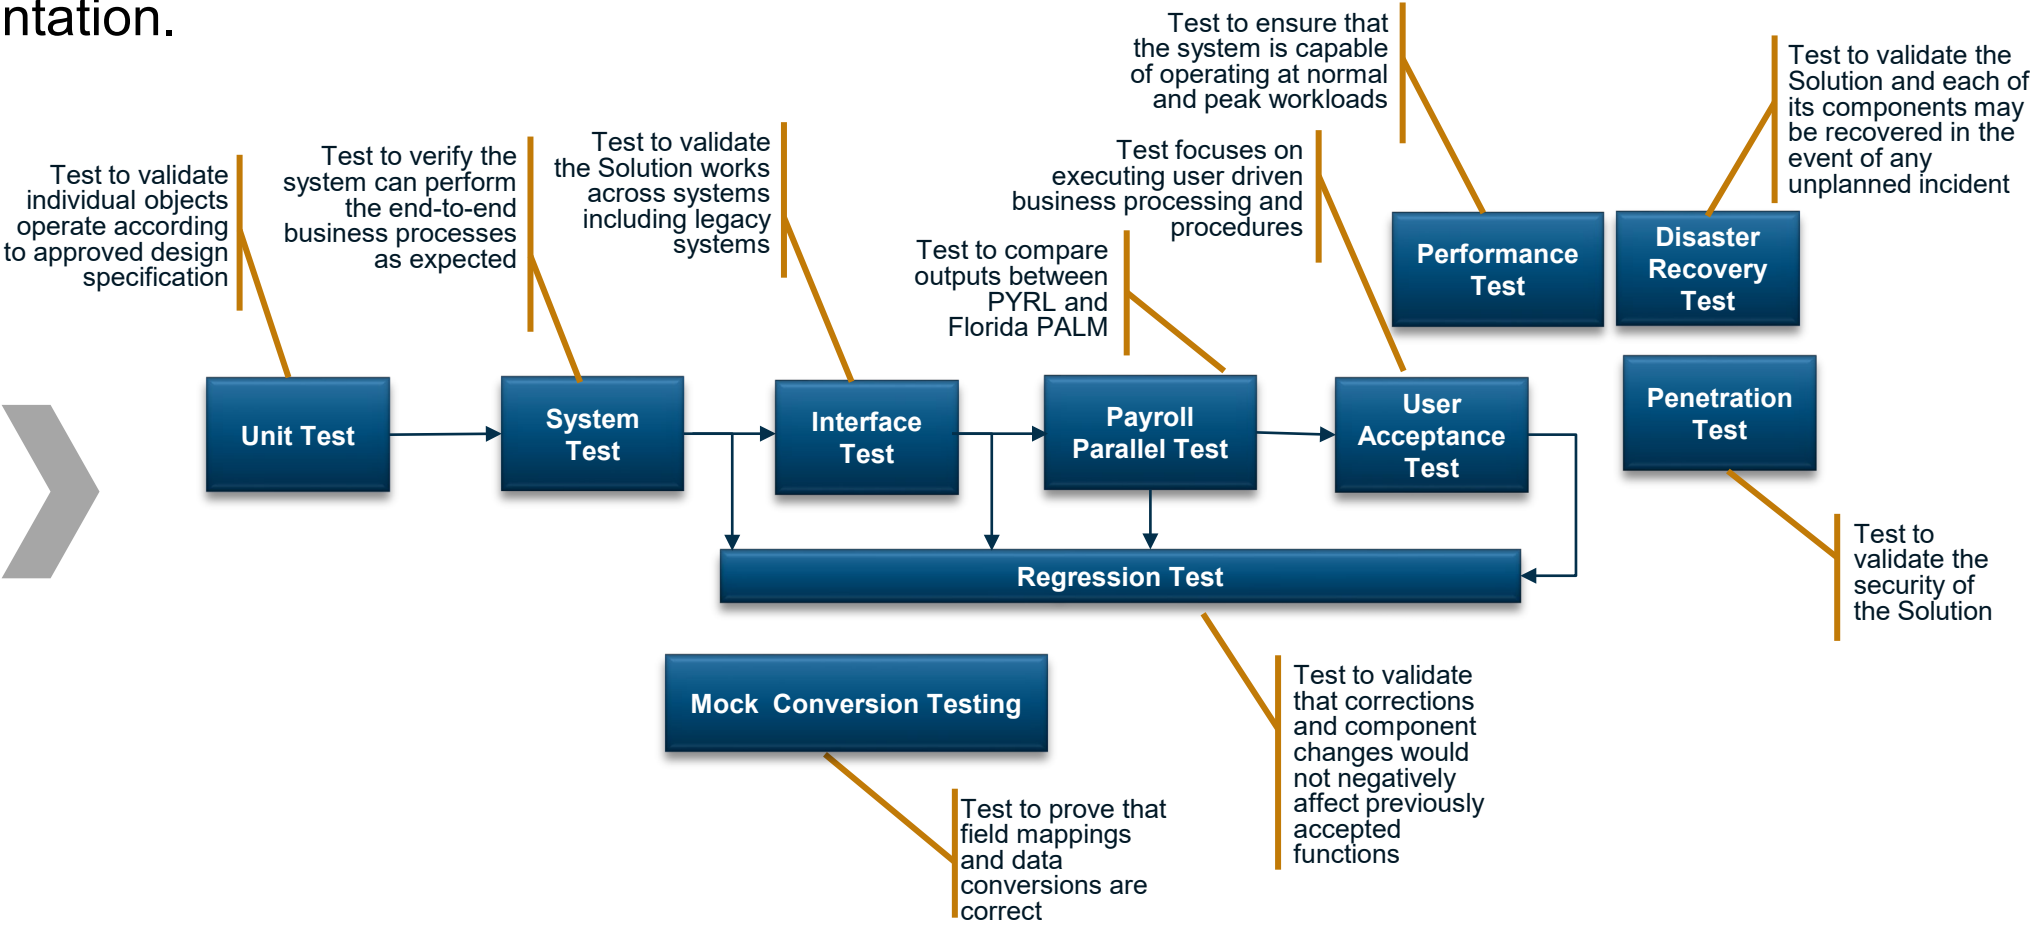 ntation.
Test to ensure that
the system is capable
of operating at normal
and peak workloads
Test to validate the
Solution and each of
its components may
be recovered in the
event of any
unplanned incident
Test to validate
individual objects
operate according
to approved design
specification
Test to verify the
system can perform
the end-to-end
business processes
as expected
Test to validate
the Solution works
across systems
including legacy
systems
Test to compare
outputs between
PYRL and
Florida PALM
Test focuses on
executing user driven
business processing and
procedures
Performance
Test
Disaster
Recovery
Test
Unit Test
System
Test
Interface
Test
Payroll
Parallel Test
User
Acceptance
Test
Penetration
Test
Regression Test
Test to
validate the
security of
the Solution
Mock  Conversion Testing
Test to validate
that corrections
and component
changes would
not negatively
affect previously
accepted
functions
Test to prove that
field mappings
and data
conversions are
correct